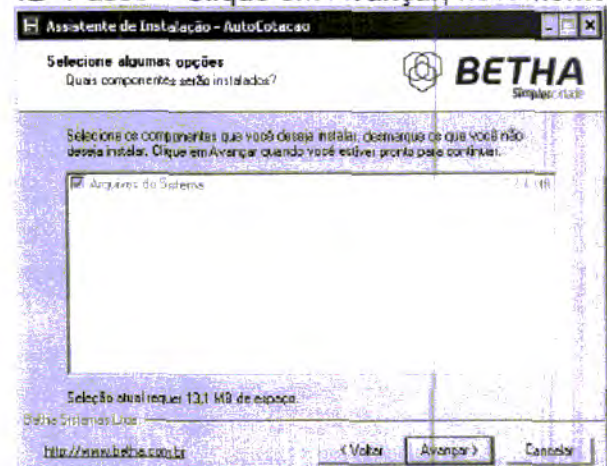 Assistente de Instalação - AutoCotacao
Selecione algumas opções
Quais componentes serão instalados?
BETHA
Selecione os componentes que você deseja instalar, desmarque os que você não
deseja instalar. Clique em Avançar quando você estiver pronto para continuar.
Arquivos do Sistema
Seleção atual requer 13,1 MB de espaço.
Betha Sistemas Ltda
http://www.betha.com.br
< Voltar
Avançar >
Cancelar